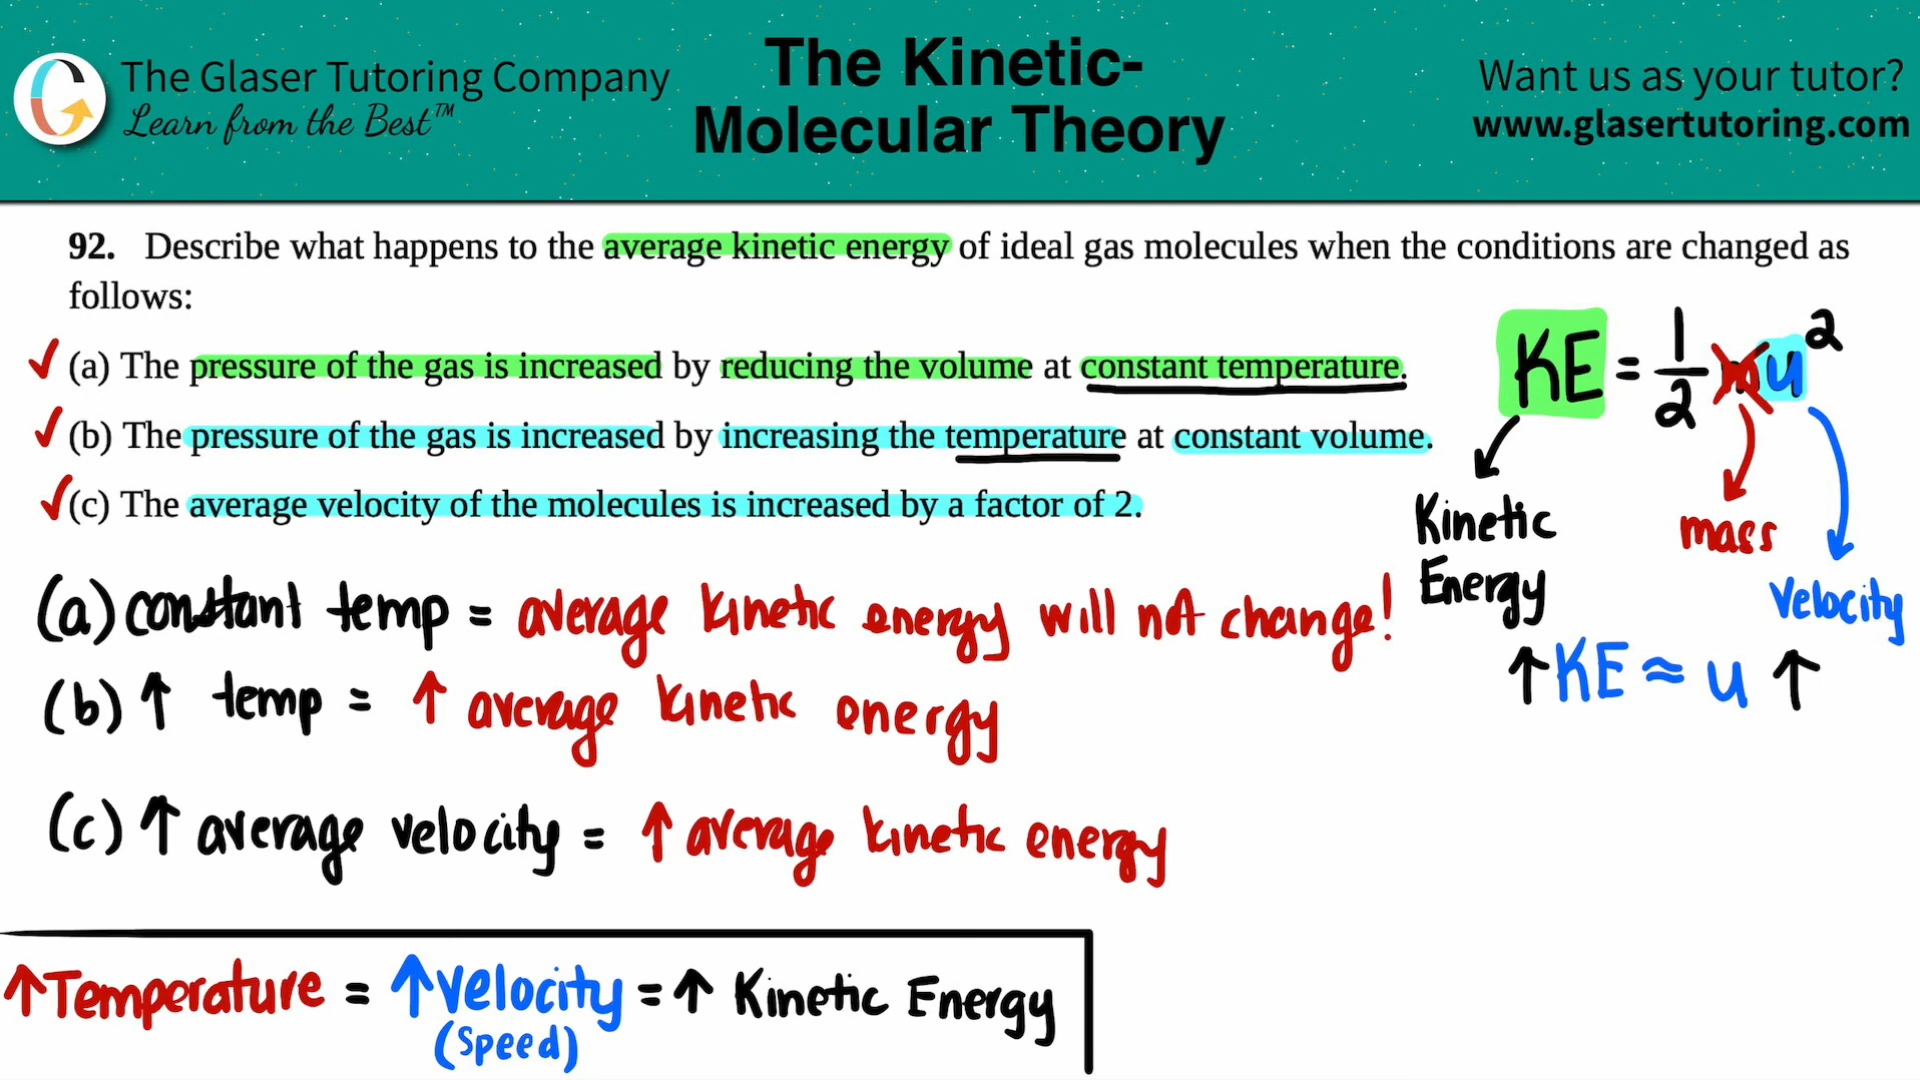 The Glaser Tutoring Company
Learn from the Best™
The Kinetic-
Molecular Theory
Want us as your tutor?
www.glasertutoring.com
92. Describe what happens to the average kinetic energy of ideal gas molecules when the conditions are changed as
follows:
(a) The pressure of the gas is increased by reducing the volume at constant temperature.
(b) The pressure of the gas is increased by increasing the temperature at constant volume.
(c) The average velocity of the molecules is increased by a factor of 2.
KE = 1/2 mu²
Kinetic
Energy
mass
velocity
↑ KE ≈ u ↑
(a) constant temp = average kinetic energy will not change!
(b) ↑ temp = ↑ average kinetic energy
(c) ↑ average velocity = ↑ average kinetic energy
↑Temperature = ↑velocity = ↑ Kinetic Energy
(speed)